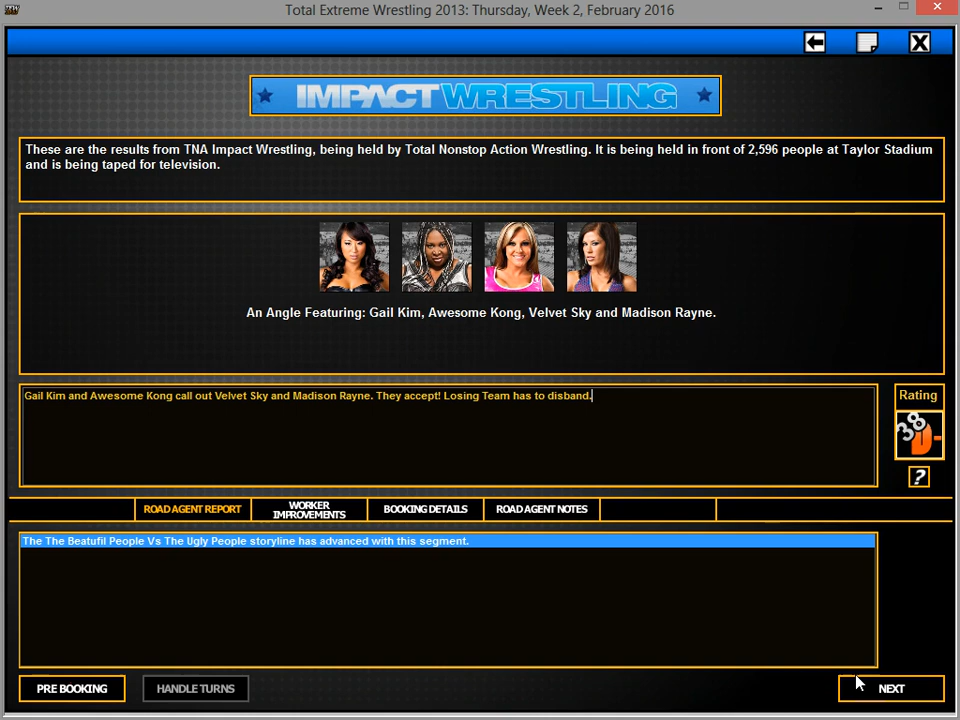 Total Extreme Wrestling 2013: Thursday, Week 2, February 2016
IMPACT WRESTLING
These are the results from TNA Impact Wrestling, being held by Total Nonstop Action Wrestling. It is being held in front of 2,596 people at Taylor Stadium
and is being taped for television.
An Angle Featuring: Gail Kim, Awesome Kong, Velvet Sky and Madison Rayne.
Gail Kim and Awesome Kong call out Velvet Sky and Madison Rayne. They accept! Losing Team has to disband.
Rating
38
D-
?
ROAD AGENT REPORT
WORKER
IMPROVEMENTS
BOOKING DETAILS
ROAD AGENT NOTES
The The Beatufil People Vs The Ugly People storyline has advanced with this segment.
PRE BOOKING
HANDLE TURNS
NEXT